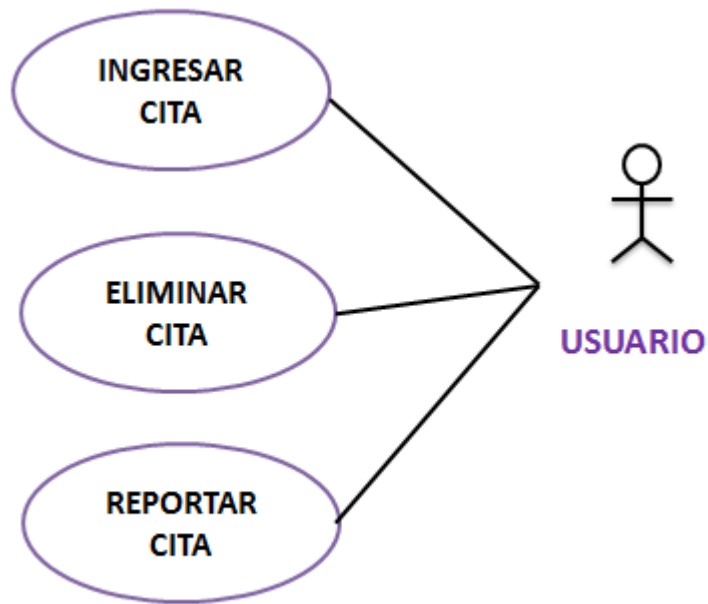 INGRESAR
CITA
ELIMINAR
CITA
USUARIO
REPORTAR
CITA